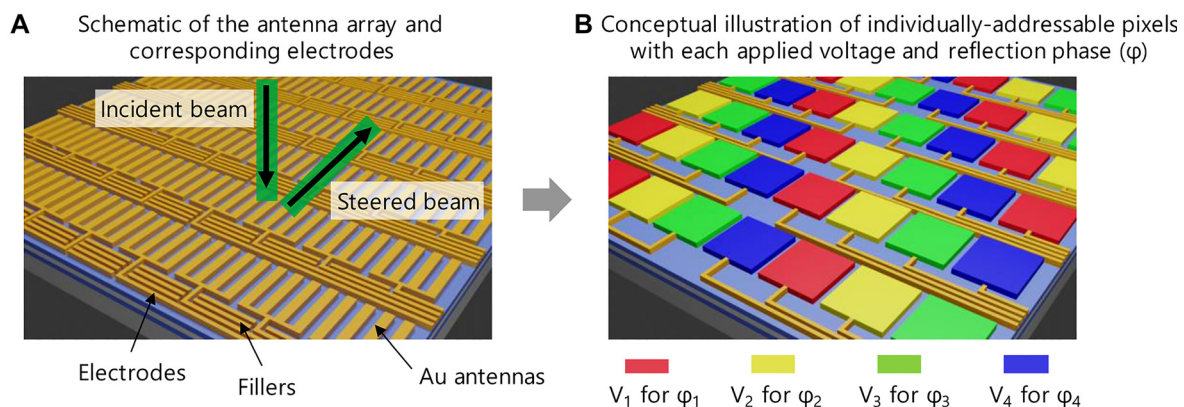 A Schematic of the antenna array and
corresponding electrodes
Incident beam
Steered beam
Electrodes
Fillers
Au antennas
B Conceptual illustration of individually-addressable pixels
with each applied voltage and reflection phase (φ)
V₁ for φ₁
V₂ for φ₂
V₃ for φ₃
V₄ for φ₄